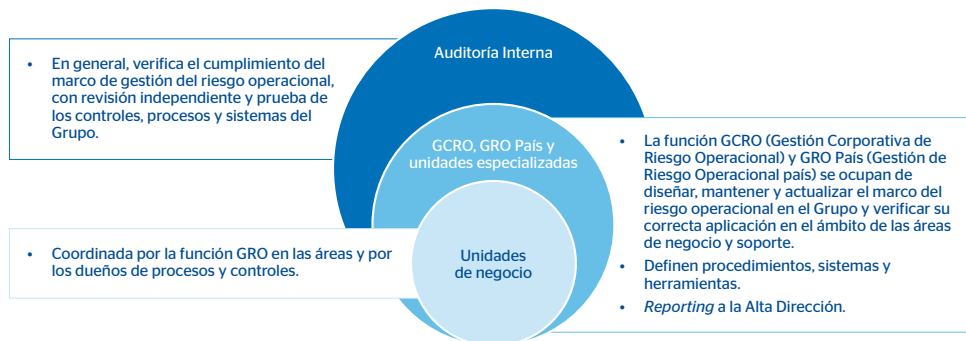 Auditoría Interna
• En general, verifica el cumplimiento del
marco de gestión del riesgo operacional,
con revisión independiente y prueba de
los controles, procesos y sistemas del
Grupo.
GCRO, GRO País y
unidades especializadas
• La función GCRO (Gestión Corporativa de
Riesgo Operacional) y GRO País (Gestión de
Riesgo Operacional país) se ocupan de
diseñar, mantener y actualizar el marco del
riesgo operacional en el Grupo y verificar su
correcta aplicación en el ámbito de las áreas
de negocio y soporte.
• Definen procedimientos, sistemas y
herramientas.
• Reporting a la Alta Dirección.
• Coordinada por la función GRO en las áreas y por
los dueños de procesos y controles.
Unidades
de negocio